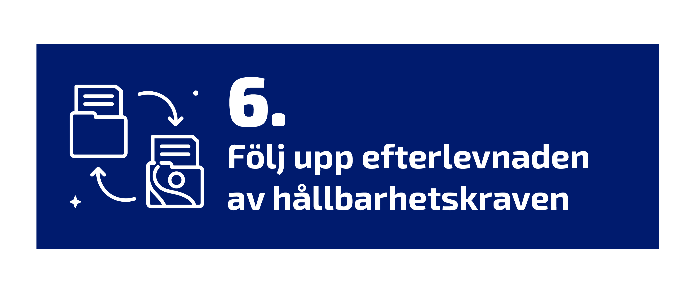 6.
Följ upp efterlevnaden
av hållbarhetskraven